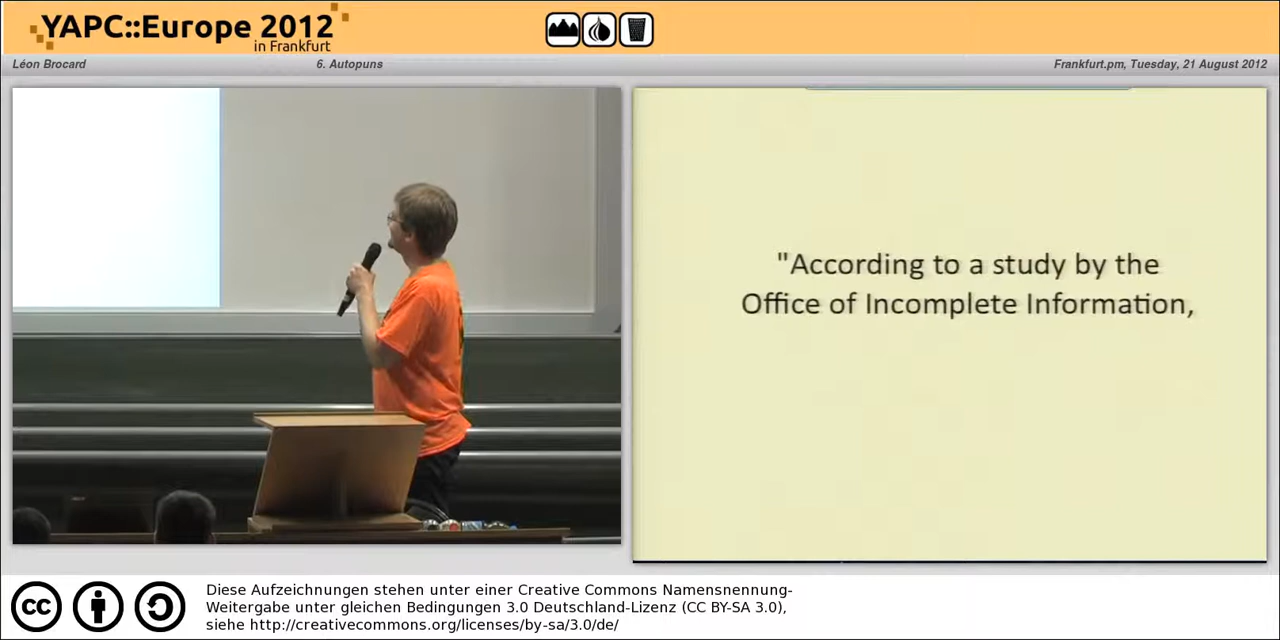 YAPC::Europe 2012
in Frankfurt
Léon Brocard
6. Autopuns
Frankfurt.pm, Tuesday, 21 August 2012
"According to a study by the
Office of Incomplete Information,
cc
Diese Aufzeichnungen stehen unter einer Creative Commons Namensnennung-
Weitergabe unter gleichen Bedingungen 3.0 Deutschland-Lizenz (CC BY-SA 3.0),
siehe http://creativecommons.org/licenses/by-sa/3.0/de/